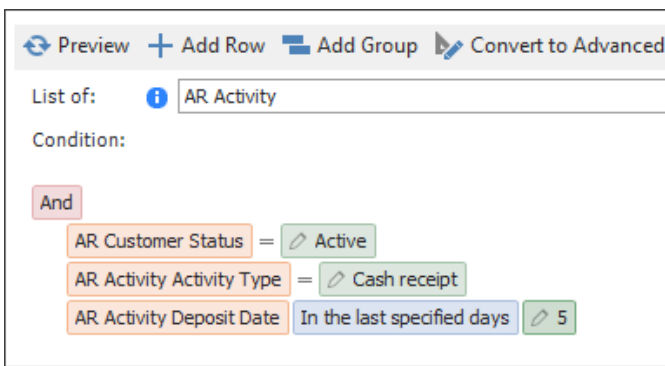 Preview Add Row Add Group Convert to Advanced
List of: i AR Activity
Condition:
And
AR Customer Status = Active
AR Activity Activity Type = Cash receipt
AR Activity Deposit Date In the last specified days 5